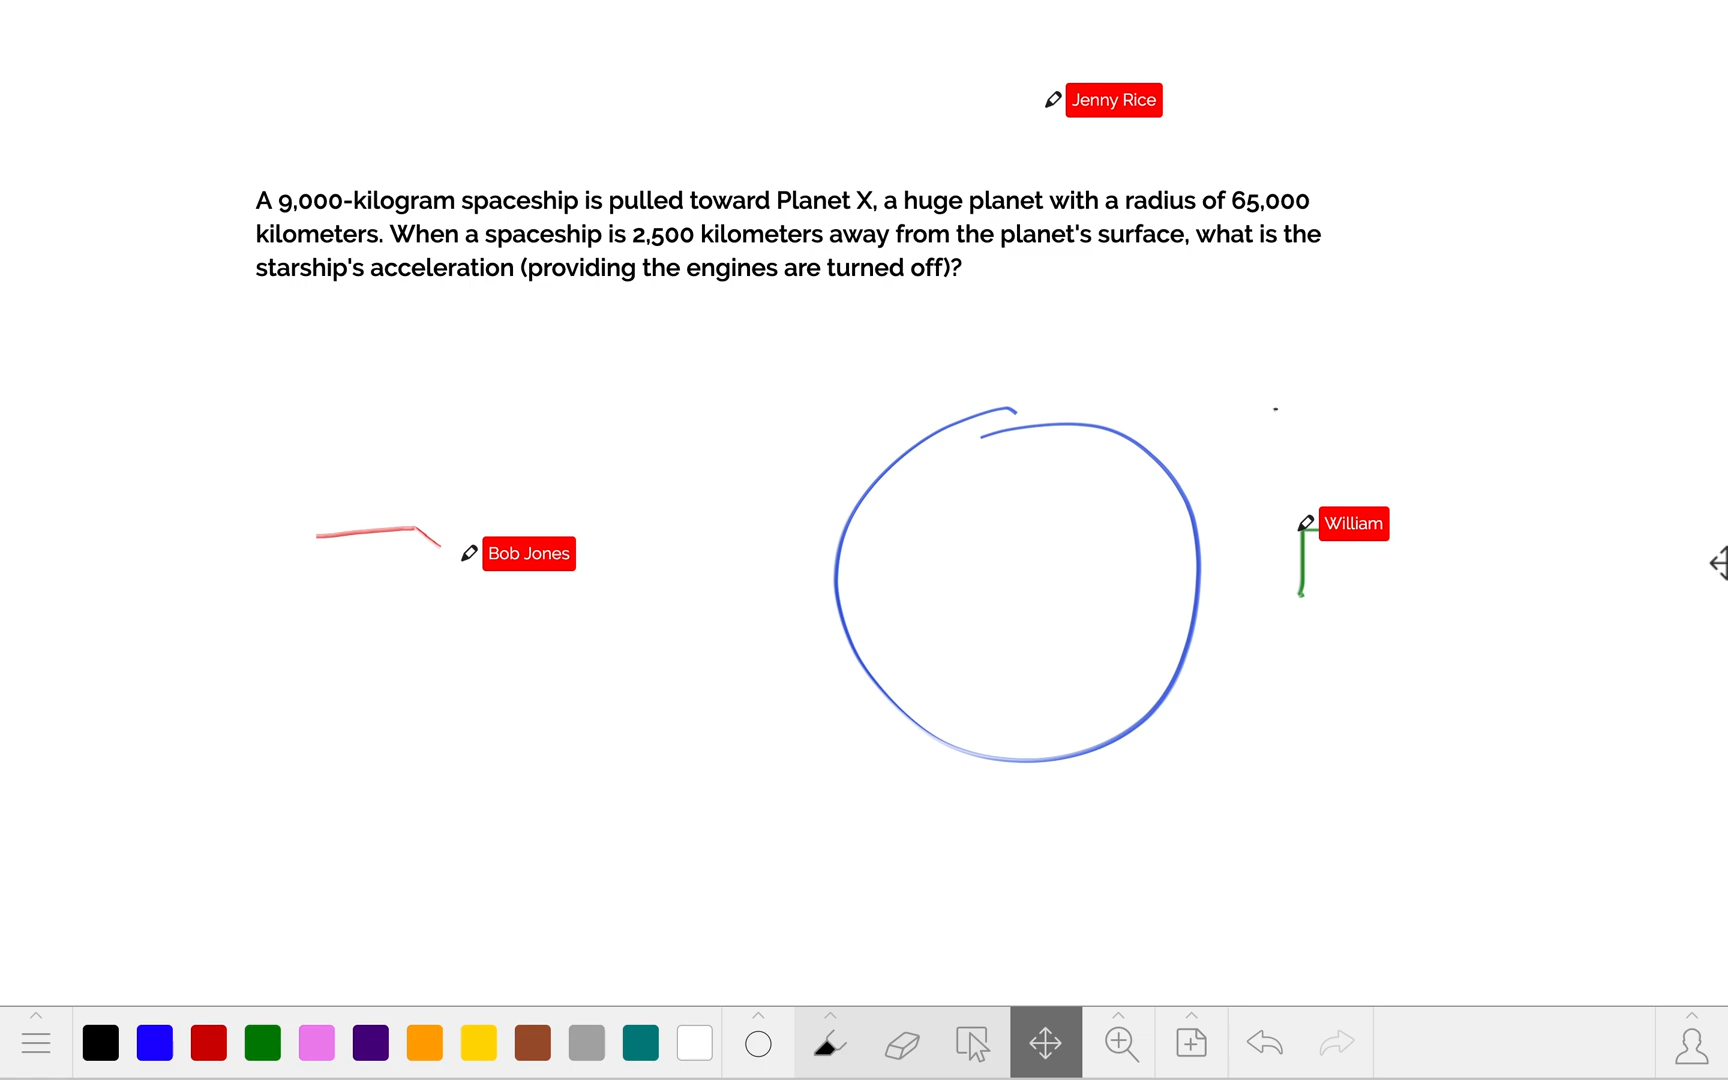 Jenny Rice
A 9,000-kilogram spaceship is pulled toward Planet X, a huge planet with a radius of 65,000
kilometers. When a spaceship is 2,500 kilometers away from the planet's surface, what is the
starship's acceleration (providing the engines are turned off)?
William
Bob Jones